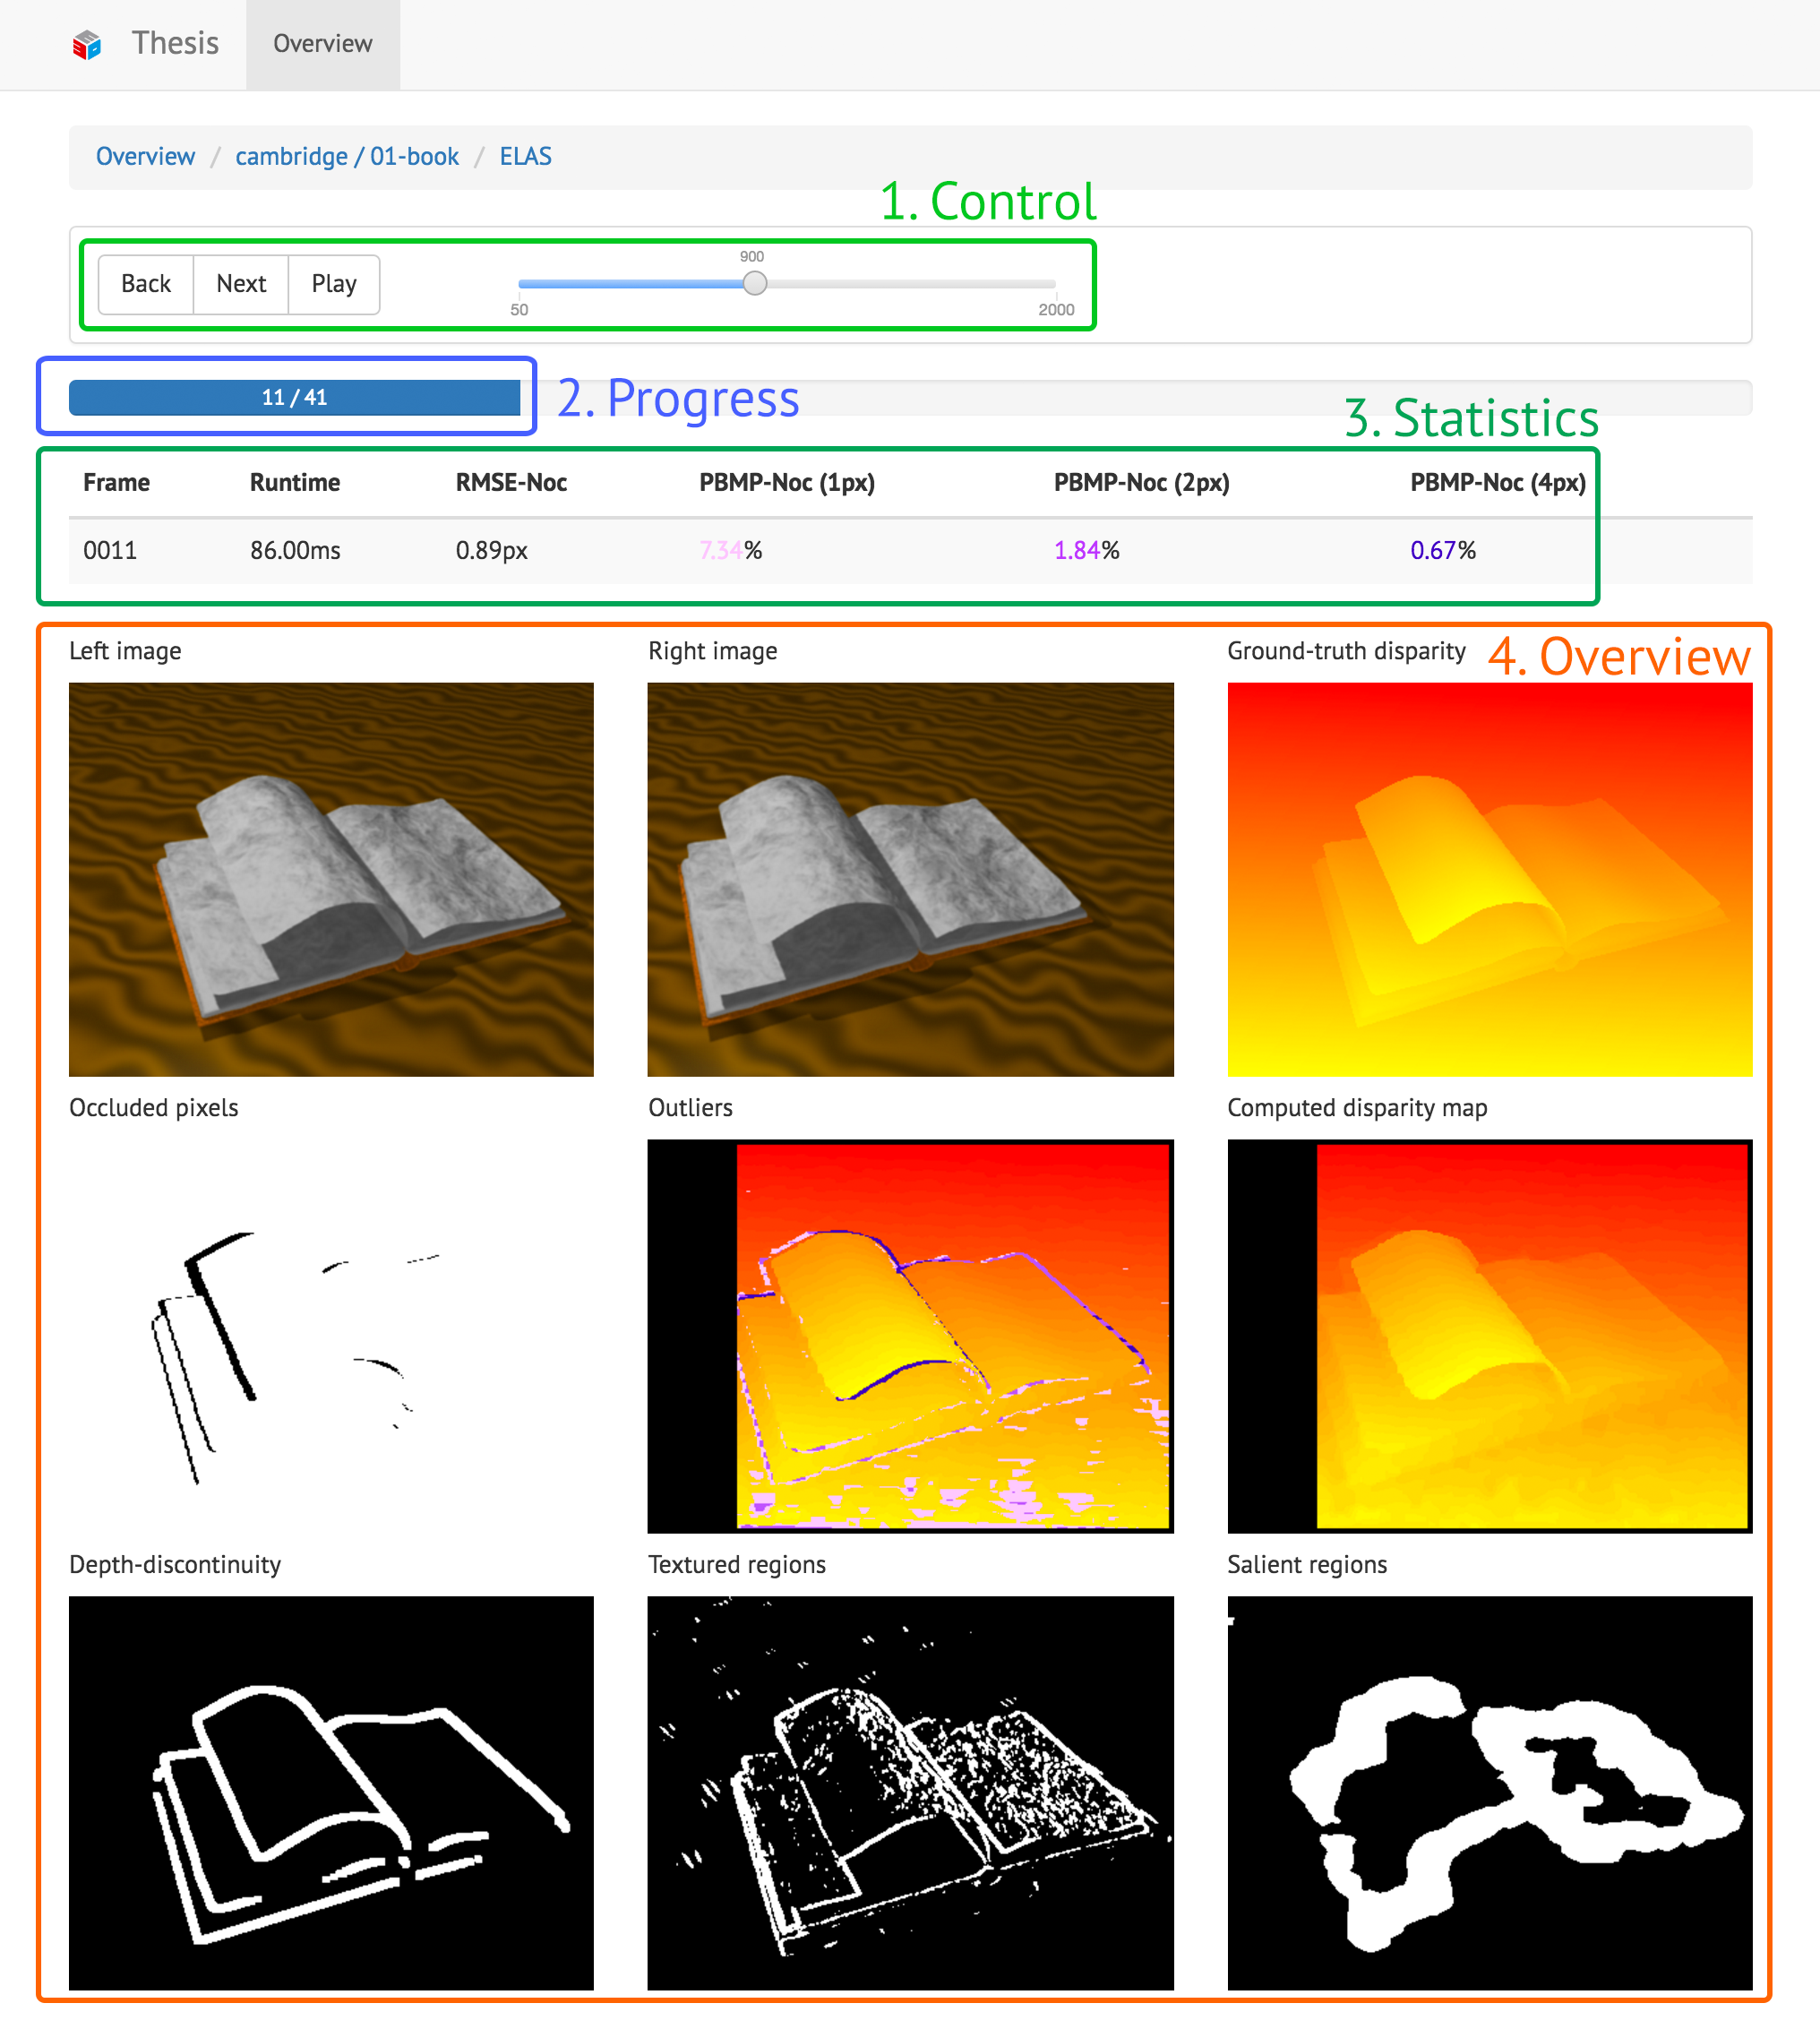 Thesis Overview
Overview / cambridge / 01-book / ELAS
1. Control
Back Next Play
900
50 2000
11 / 41
2. Progress
3. Statistics
Frame Runtime RMSE-Noc PBMP-Noc (1px) PBMP-Noc (2px) PBMP-Noc (4px)
0011 86.00ms 0.89px 7.34% 1.84% 0.67%
4. Overview
Left image Right image Ground-truth disparity
Occluded pixels Outliers Computed disparity map
Depth-discontinuity Textured regions Salient regions